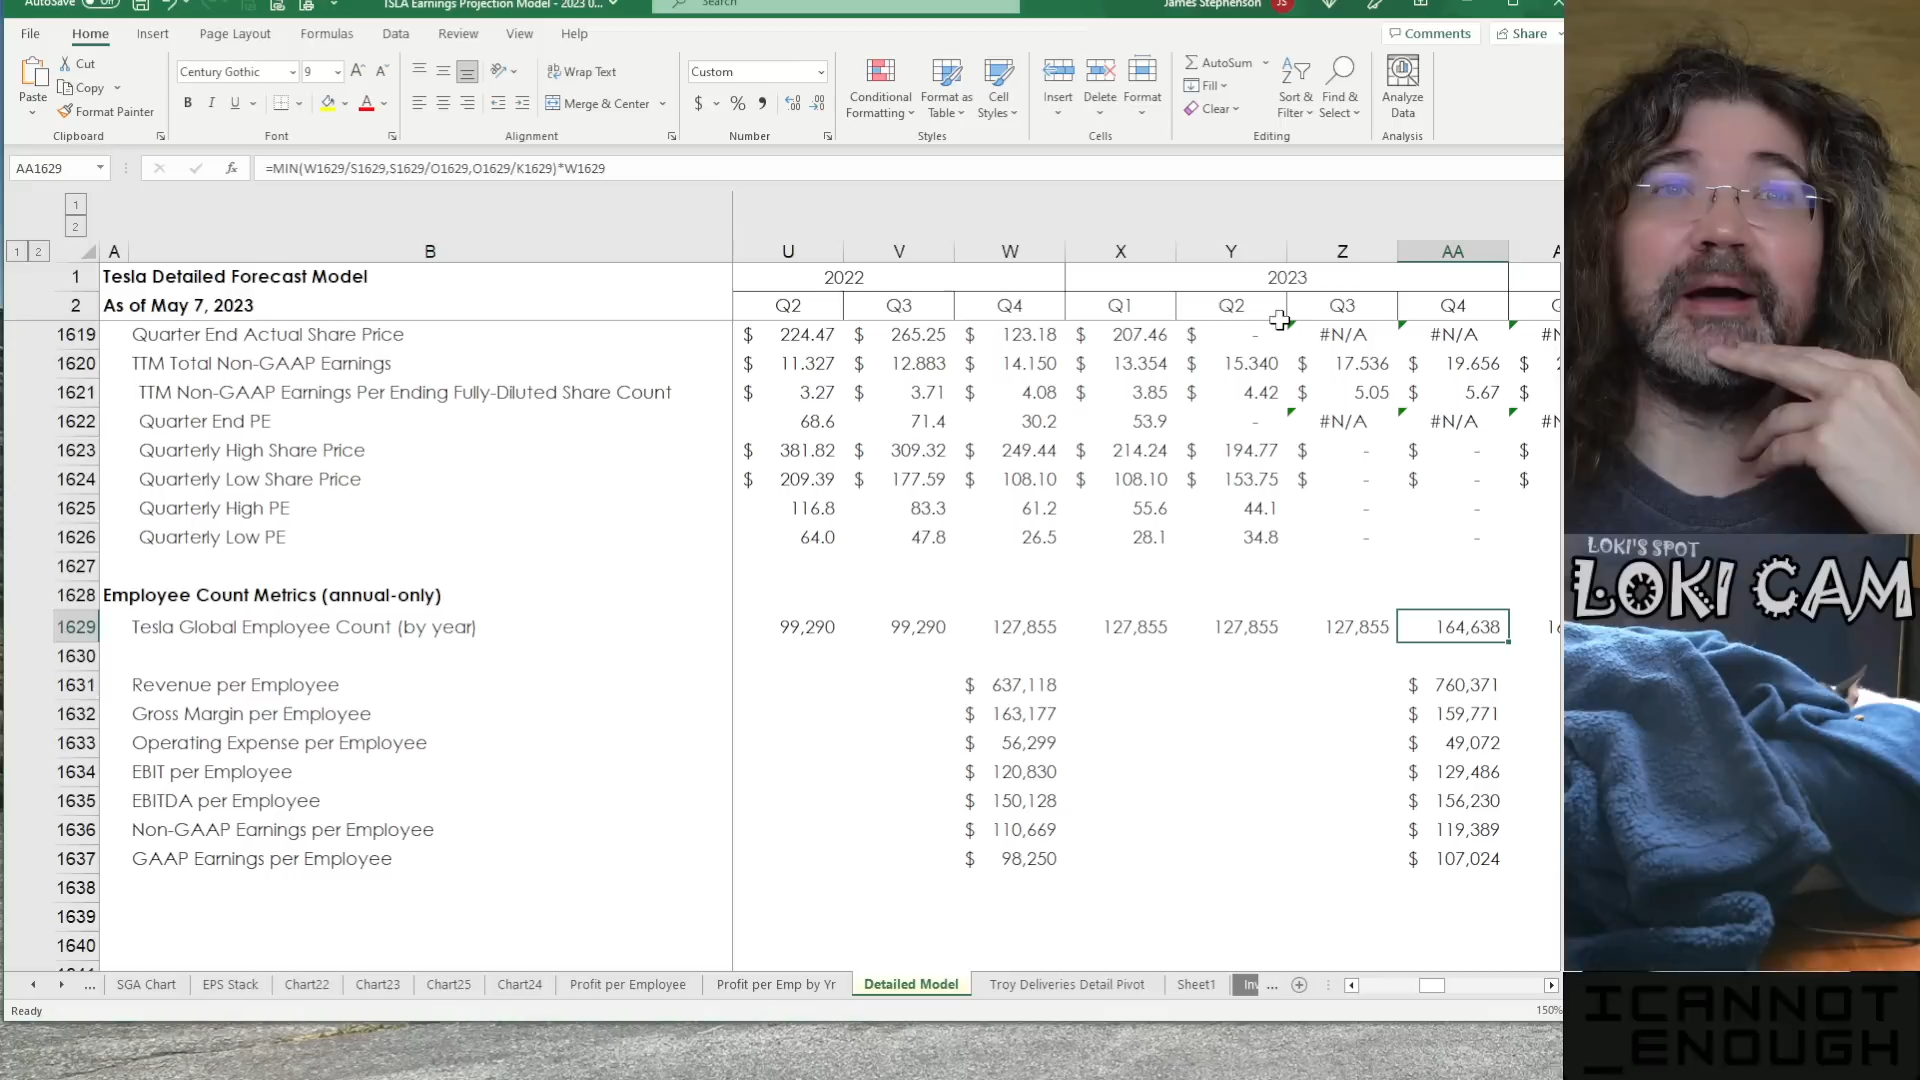 AutoSave Off TSLA Earnings Projection Model - 2023 0... Search James Stephenson JS
File Home Insert Draw Page Layout Formulas Data Review View Help Comments Share
Cut
Copy
Format Painter
Paste
Clipboard
Century Gothic 9
B I U
Font
Wrap Text
Merge & Center
Alignment
Custom
$ % ,
Number
Conditional Formatting
Format as Table
Cell Styles
Styles
Insert Delete Format
Cells
AutoSum
Fill
Clear
Sort & Filter
Find & Select
Editing
Analyze Data
Analysis
AA1629 fx =MIN(W1629/S1629,S1629/O1629,O1629/K1629)*W1629
1
2
1 2 A B U V W X Y Z AA
1 Tesla Detailed Forecast Model 2022 2023
2 As of May 7, 2023 Q2 Q3 Q4 Q1 Q2 Q3 Q4
1619 Quarter End Actual Share Price $ 224.47 $ 265.25 $ 123.18 $ 207.46 $ - #N/A #N/A
1620 TTM Total Non-GAAP Earnings $ 11.327 $ 12.883 $ 14.150 $ 13.354 $ 15.340 $ 17.536 $ 19.656 $
1621 TTM Non-GAAP Earnings Per Ending Fully-Diluted Share Count $ 3.27 $ 3.71 $ 4.08 $ 3.85 $ 4.42 $ 5.05 $ 5.67 $
1622 Quarter End PE 68.6 71.4 30.2 53.9 - #N/A #N/A
1623 Quarterly High Share Price $ 381.82 $ 309.32 $ 249.44 $ 214.24 $ 194.77 $ - $ - $
1624 Quarterly Low Share Price $ 209.39 $ 177.59 $ 108.10 $ 108.10 $ 153.75 $ - $ - $
1625 Quarterly High PE 116.8 83.3 61.2 55.6 44.1 - -
1626 Quarterly Low PE 64.0 47.8 26.5 28.1 34.8 - -
1627
1628 Employee Count Metrics (annual-only)
1629 Tesla Global Employee Count (by year) 99,290 99,290 127,855 127,855 127,855 127,855 164,638
1630
1631 Revenue per Employee $ 637,118 $ 760,371
1632 Gross Margin per Employee $ 163,177 $ 159,771
1633 Operating Expense per Employee $ 56,299 $ 49,072
1634 EBIT per Employee $ 120,830 $ 129,486
1635 EBITDA per Employee $ 150,128 $ 156,230
1636 Non-GAAP Earnings per Employee $ 110,669 $ 119,389
1637 GAAP Earnings per Employee $ 98,250 $ 107,024
1638
1639
1640
... SGA Chart EPS Stack Chart22 Chart23 Chart25 Chart24 Profit per Employee Profit per Emp by Yr Detailed Model Troy Deliveries Detail Pivot Sheet1 Inv ...
Ready 150%
LOKI'S SPOT
LOKI CAM
ICANNOT
_ENOUGH